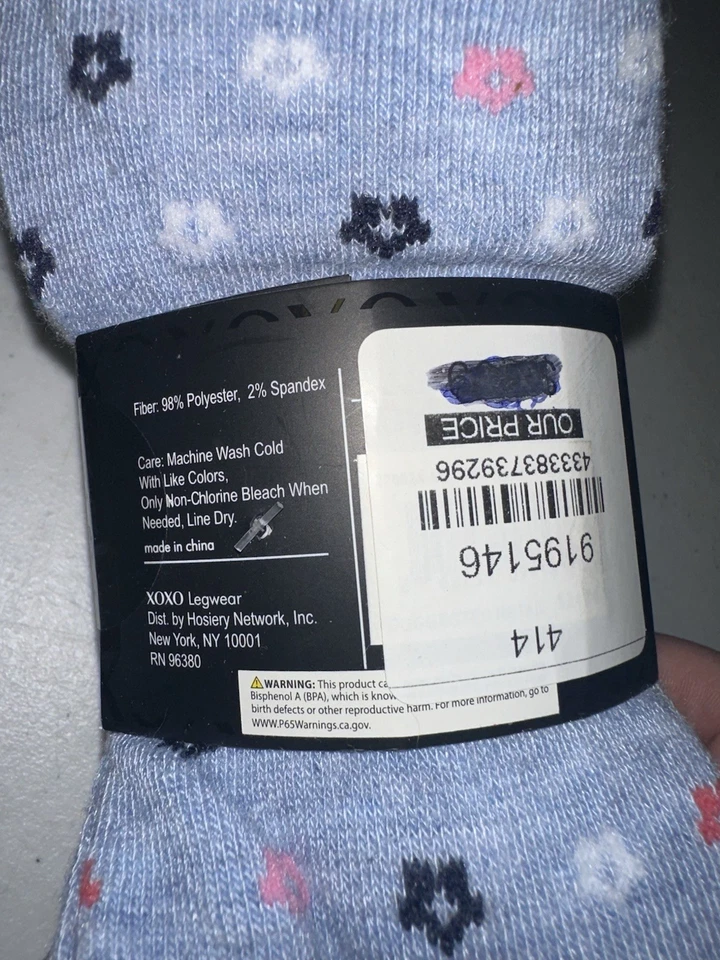 Fiber: 98% Polyester, 2% Spandex
Care: Machine Wash Cold
With Like Colors,
Only Non-Chlorine Bleach When
Needed, Line Dry.
made in china
XOXO Legwear
Dist. by Hosiery Network, Inc.
New York, NY 10001
RN 96380
WARNING: This product
Bisphenol A (BPA), which is
birth defects or other reproductive harm. For more information, go to
WWW.P65Warnings.ca.gov.
414
9195146
433383739296
OUR PRICE